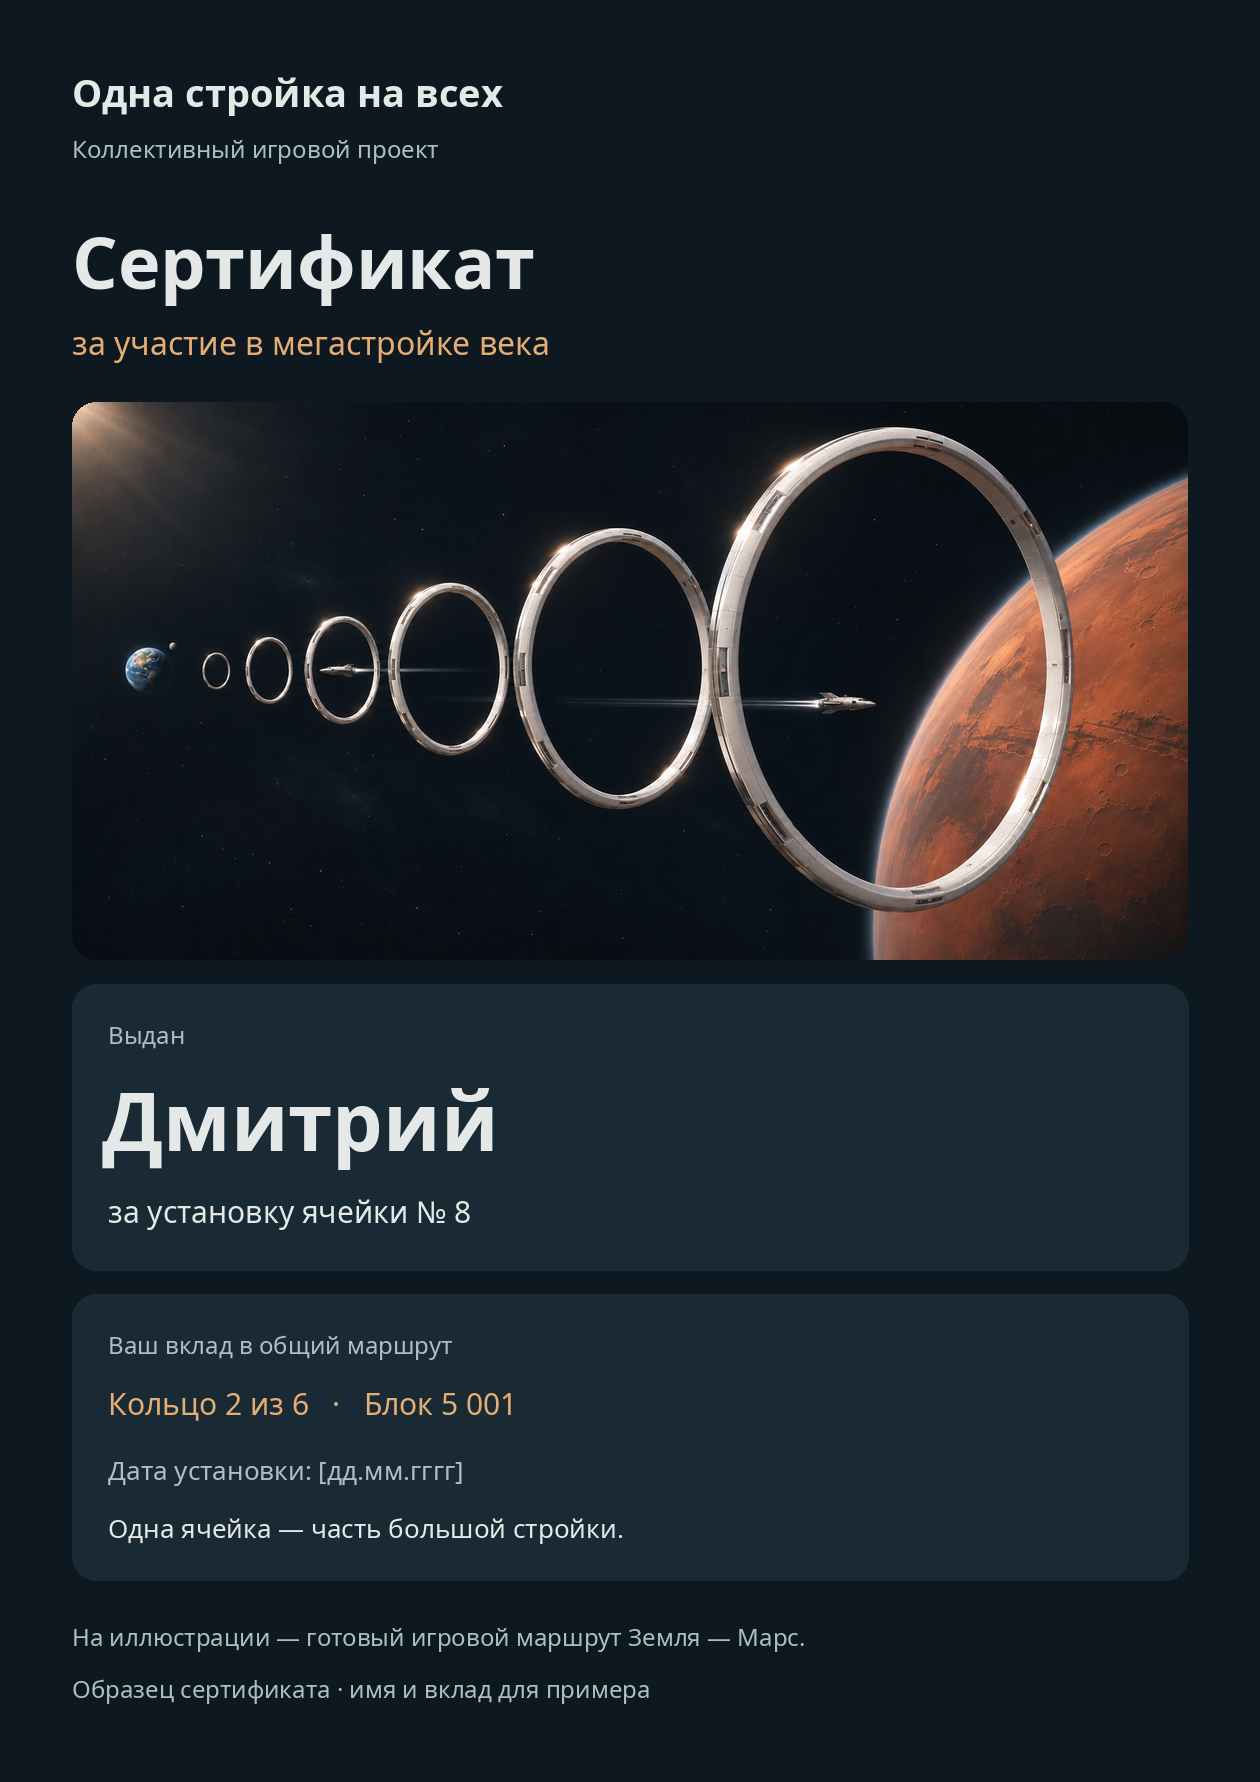 Одна стройка на всех
Коллективный игровой проект
Сертификат
за участие в мегастройке века
Выдан
Дмитрий
за установку ячейки № 8
Ваш вклад в общий маршрут
Кольцо 2 из 6 · Блок 5 001
Дата установки: [дд.мм.гггг]
Одна ячейка — часть большой стройки.
На иллюстрации — готовый игровой маршрут Земля — Марс.
Образец сертификата · имя и вклад для примера